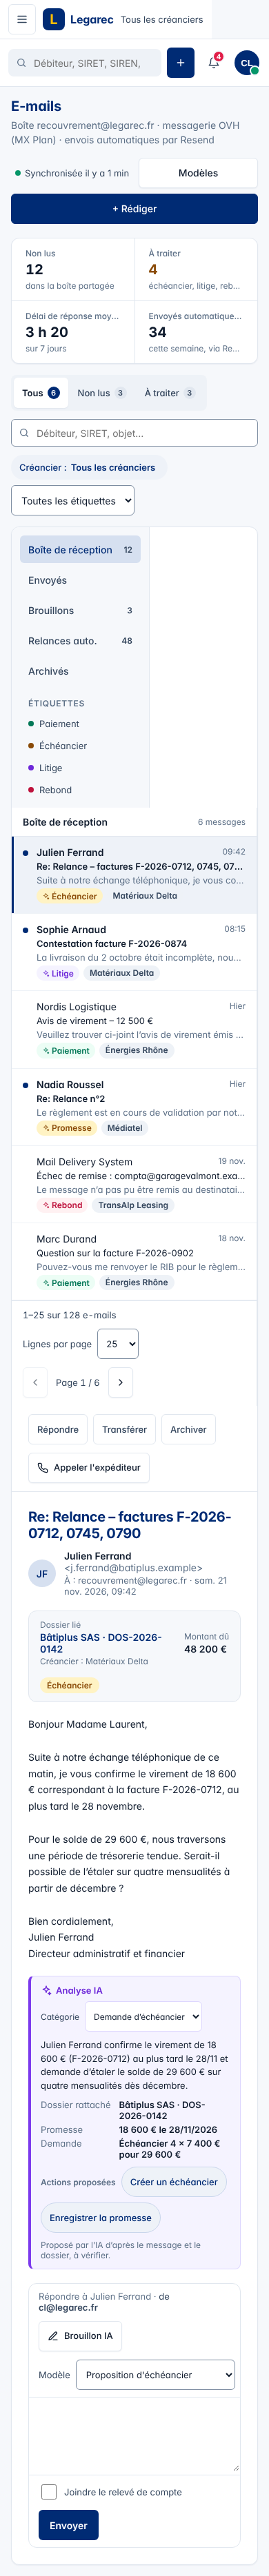 L Legarec Tous les créanciers
Débiteur, SIRET, SIREN,
+
4
CL
E-mails
Boîte recouvrement@legarec.fr · messagerie OVH
(MX Plan) · envois automatiques par Resend
Synchronisée il y a 1 min
Modèles
+ Rédiger
Non lus
12
dans la boîte partagée
À traiter
4
échéancier, litige, reb...
Délai de réponse moy...
3 h 20
sur 7 jours
Envoyés automatique...
34
cette semaine, via Re...
Tous 6
Non lus 3
À traiter 3
Débiteur, SIRET, objet...
Créancier : Tous les créanciers
Toutes les étiquettes
Boîte de réception 12
Envoyés
Brouillons 3
Relances auto. 48
Archivés
ÉTIQUETTES
Paiement
Échéancier
Litige
Rebond
Boîte de réception 6 messages
Julien Ferrand 09:42
Re: Relance – factures F-2026-0712, 0745, 07...
Suite à notre échange téléphonique, je vous co...
Échéancier Matériaux Delta
Sophie Arnaud 08:15
Contestation facture F-2026-0874
La livraison du 2 octobre était incomplète, nou...
Litige Matériaux Delta
Nordis Logistique Hier
Avis de virement – 12 500 €
Veuillez trouver ci-joint l'avis de virement émis ...
Paiement Énergies Rhône
Nadia Roussel Hier
Re: Relance n°2
Le règlement est en cours de validation par not...
Promesse Médiatel
Mail Delivery System 19 nov.
Échec de remise : compta@garagevalmont.exa...
Le message n'a pas pu être remis au destinatai...
Rebond TransAlp Leasing
Marc Durand 18 nov.
Question sur la facture F-2026-0902
Pouvez-vous me renvoyer le RIB pour le règlem...
Paiement Énergies Rhône
1–25 sur 128 e-mails
Lignes par page 25
Page 1 / 6
Répondre
Transférer
Archiver
Appeler l'expéditeur
Re: Relance – factures F-2026-
0712, 0745, 0790
JF
Julien Ferrand
<j.ferrand@batiplus.example>
À : recouvrement@legarec.fr · sam. 21
nov. 2026, 09:42
Dossier lié
Bâtiplus SAS · DOS-2026-
0142
Créancier : Matériaux Delta
Montant dû
48 200 €
Échéancier
Bonjour Madame Laurent,
Suite à notre échange téléphonique de ce
matin, je vous confirme le virement de 18 600
€ correspondant à la facture F-2026-0712, au
plus tard le 28 novembre.
Pour le solde de 29 600 €, nous traversons
une période de trésorerie tendue. Serait-il
possible de l'étaler sur quatre mensualités à
partir de décembre ?
Bien cordialement,
Julien Ferrand
Directeur administratif et financier
Analyse IA
Catégorie Demande d'échéancier
Julien Ferrand confirme le virement de 18
600 € (F-2026-0712) au plus tard le 28/11 et
demande d'étaler le solde de 29 600 € sur
quatre mensualités dès décembre.
Dossier rattaché Bâtiplus SAS · DOS-
2026-0142
Promesse 18 600 € le 28/11/2026
Demande Échéancier 4 × 7 400 €
pour 29 600 €
Actions proposées Créer un échéancier
Enregistrer la promesse
Proposé par l'IA d'après le message et le
dossier, à vérifier.
Répondre à Julien Ferrand · de
cl@legarec.fr
Brouillon IA
Modèle Proposition d'échéancier
Joindre le relevé de compte
Envoyer